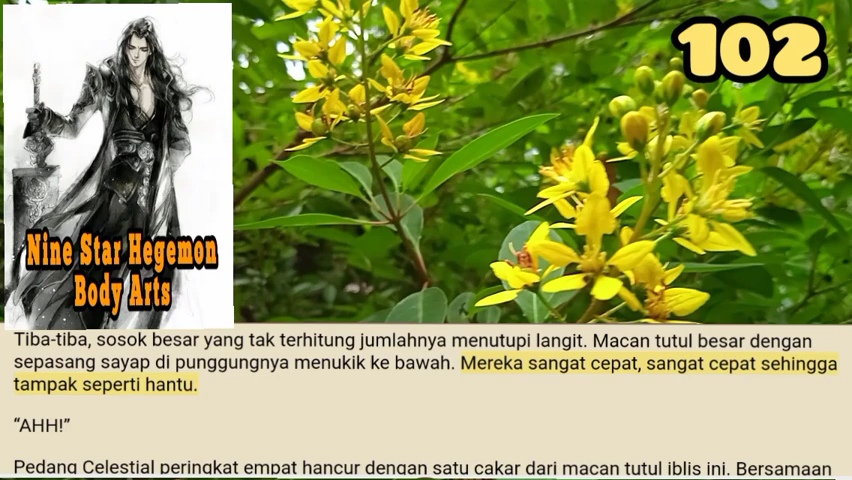 102
Nine Star Hegemon
Body Arts
Tiba-tiba, sosok besar yang tak terhitung jumlahnya menutupi langit. Macan tutul besar dengan
sepasang sayap di punggungnya menukik ke bawah. Mereka sangat cepat, sangat cepat sehingga
tampak seperti hantu.
“AHH!”
Pedang Celestial peringkat empat hancur dengan satu cakar dari macan tutul iblis ini. Bersamaan